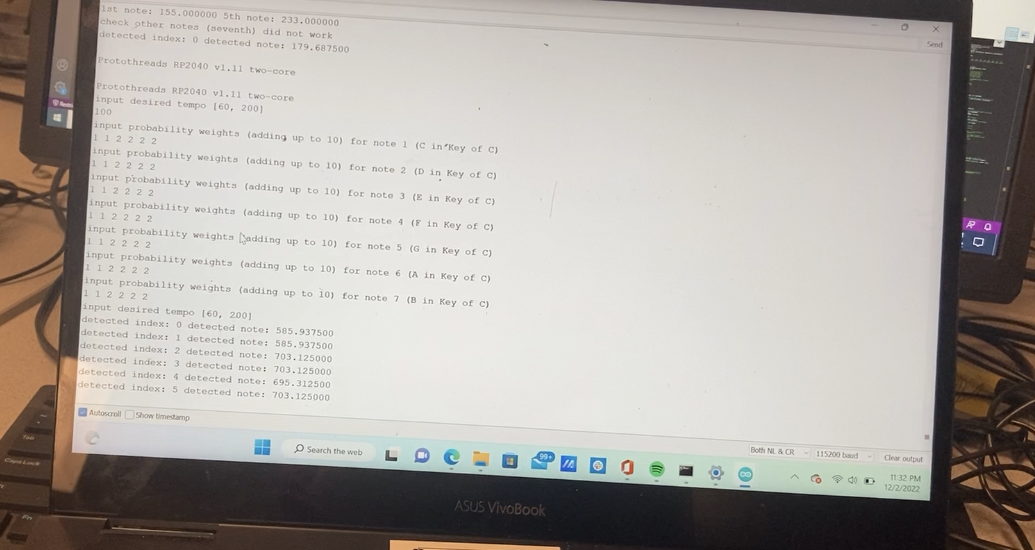 1st note: 155.000000 5th note: 233.000000
check other notes (seventh) did not work
detected index: 0 detected note: 179.687500
Protothreads RP2040 v1.11 two-core
Protothreads RP2040 v1.11 two-core
input desired tempo [60, 200]
100
input probability weights (adding up to 10) for note 1 (C in Key of C)
1 1 2 2 2 2
input probability weights (adding up to 10) for note 2 (D in Key of C)
1 1 2 2 2 2
input probability weights (adding up to 10) for note 3 (E in Key of C)
1 1 2 2 2 2
input probability weights (adding up to 10) for note 4 (F in Key of C)
1 1 2 2 2 2
input probability weights (adding up to 10) for note 5 (G in Key of C)
1 1 2 2 2 2
input probability weights (adding up to 10) for note 6 (A in Key of C)
1 1 2 2 2 2
input probability weights (adding up to 10) for note 7 (B in Key of C)
1 1 2 2 2 2
input desired tempo [60, 200]
detected index: 0 detected note: 585.937500
detected index: 1 detected note: 585.937500
detected index: 2 detected note: 703.125000
detected index: 3 detected note: 703.125000
detected index: 4 detected note: 695.312500
detected index: 5 detected note: 703.125000
Send
Autoscroll Show timestamp
Both NL & CR 115200 baud Clear output
Search the web
99+
11:32 PM
12/2/2022
ASUS VivoBook
Caps Lock
Fn